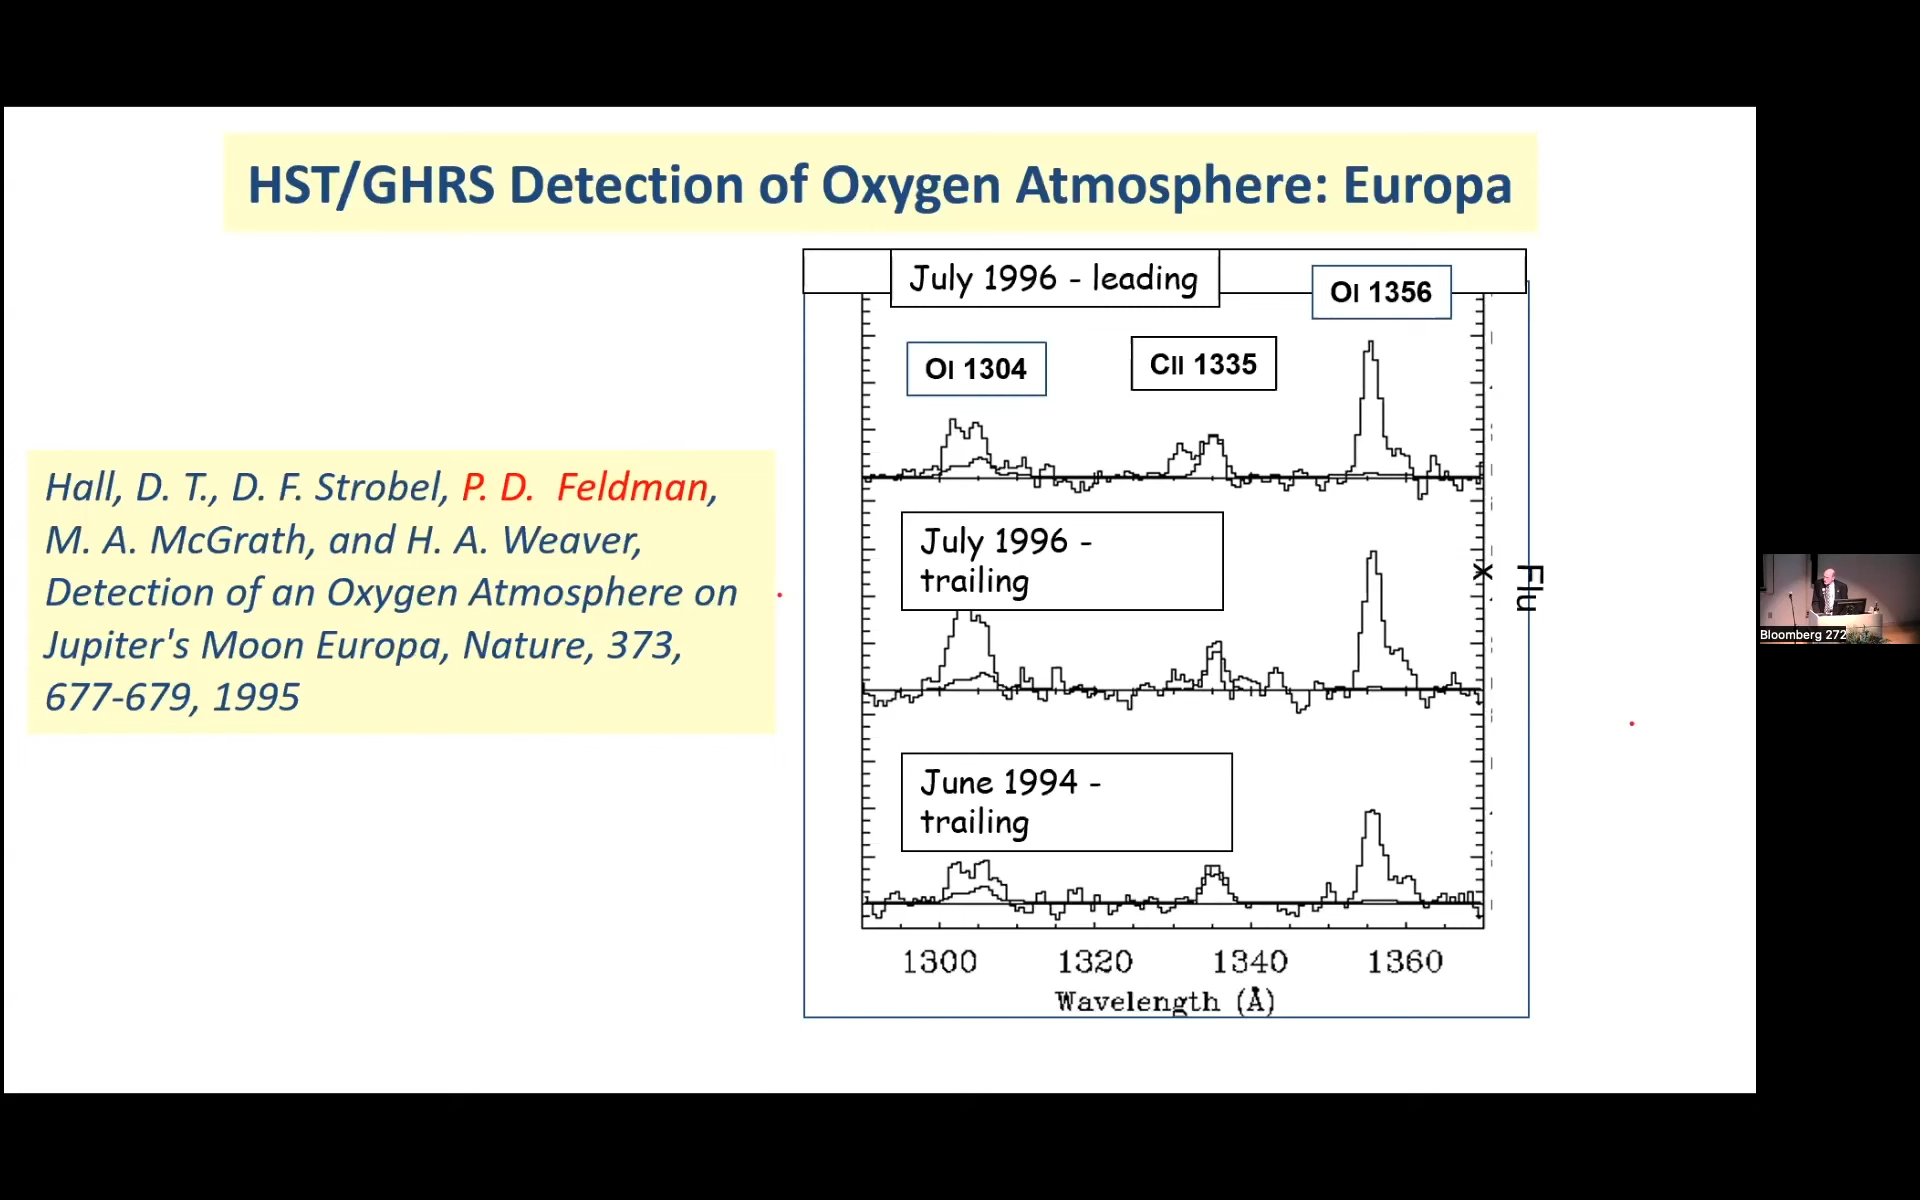 HST/GHRS Detection of Oxygen Atmosphere: Europa
July 1996 - leading
OI 1356
OI 1304
CII 1335
Hall, D. T., D. F. Strobel, P. D. Feldman,
M. A. McGrath, and H. A. Weaver,
Detection of an Oxygen Atmosphere on
Jupiter's Moon Europa, Nature, 373,
677-679, 1995
July 1996 -
trailing
Flu
x
Bloomberg 272
June 1994 -
trailing
1300 1320 1340 1360
Wavelength (Å)